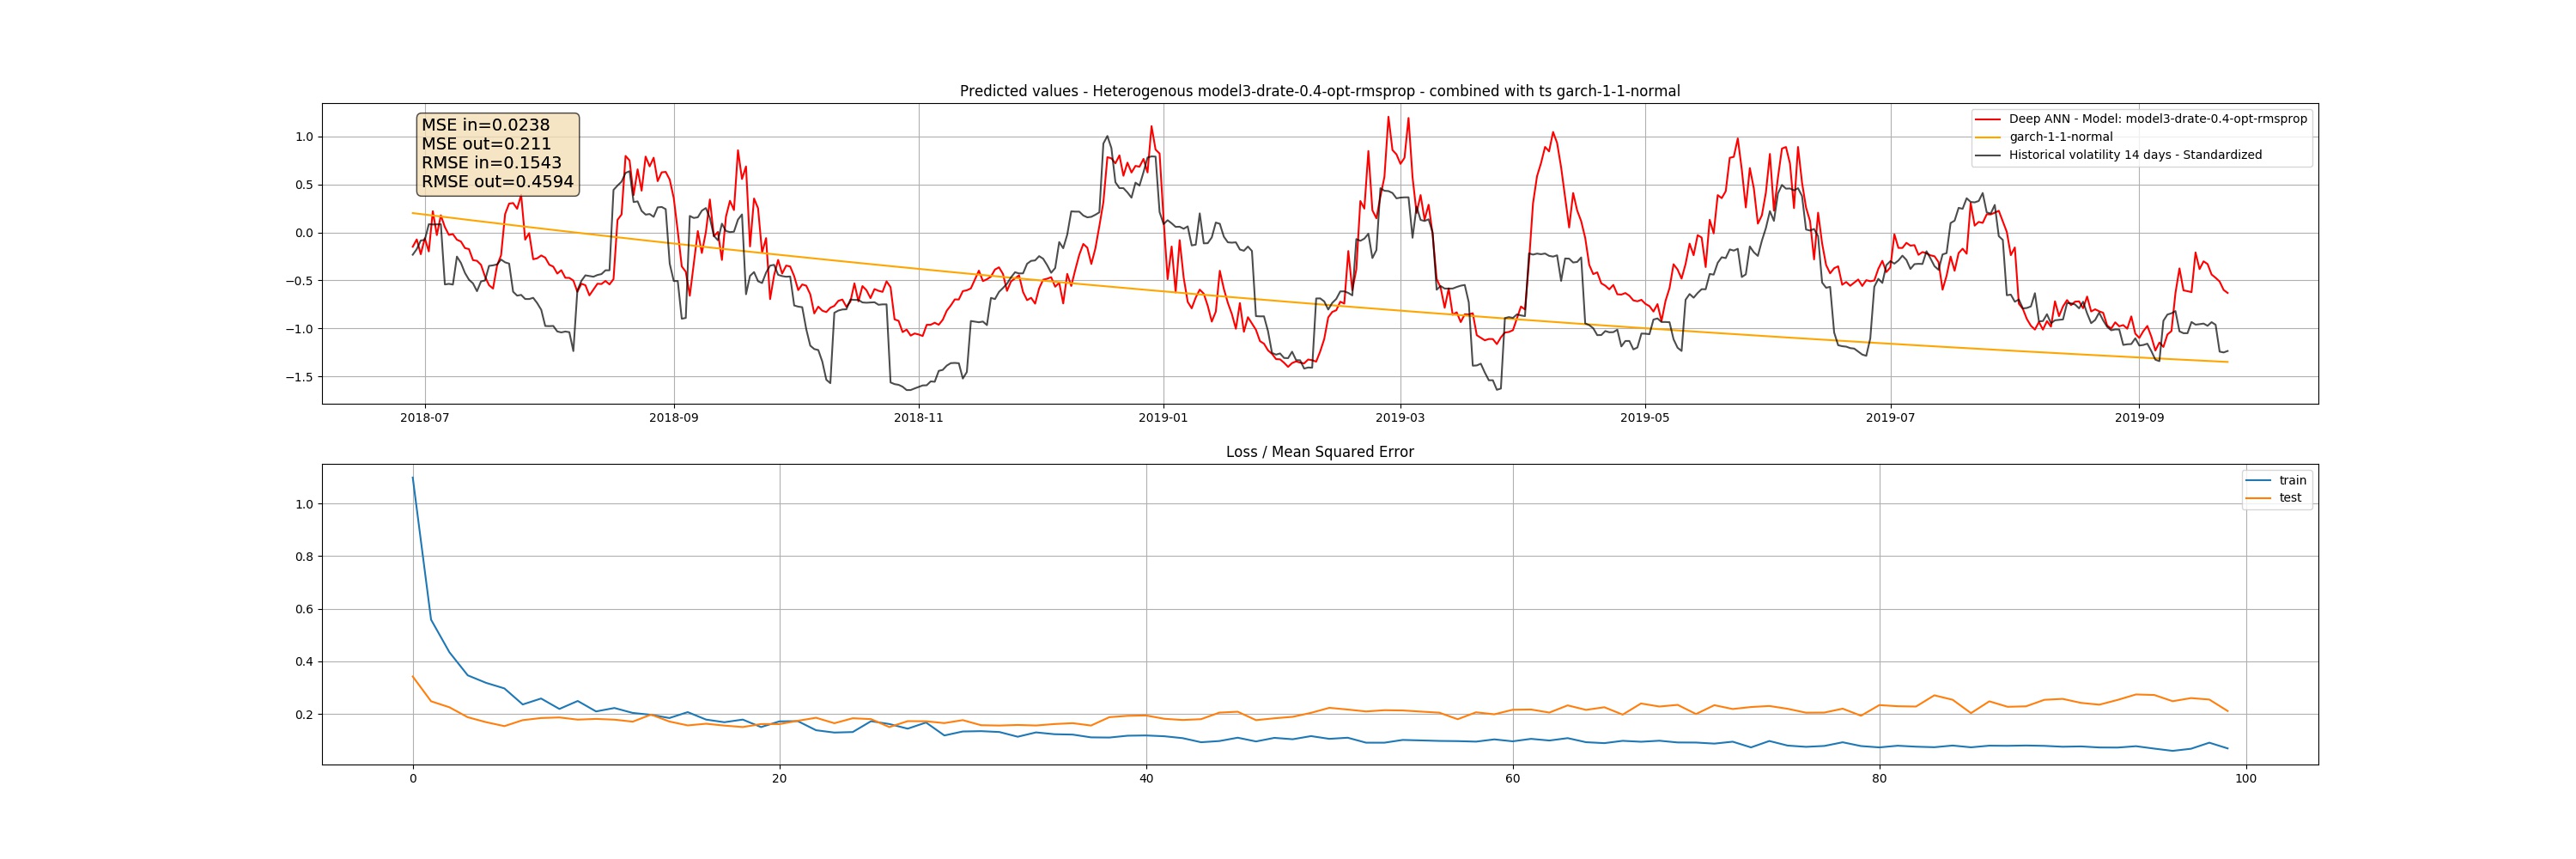 Predicted values - Heterogenous model3-drate-0.4-opt-rmsprop - combined with ts garch-1-1-normal
MSE in=0.0238
MSE out=0.211
RMSE in=0.1543
RMSE out=0.4594
Deep ANN - Model: model3-drate-0.4-opt-rmsprop
garch-1-1-normal
Historical volatility 14 days - Standardized
1.0
0.5
0.0
−0.5
−1.0
−1.5
2018-07 2018-09 2018-11 2019-01 2019-03 2019-05 2019-07 2019-09
Loss / Mean Squared Error
train
test
1.0
0.8
0.6
0.4
0.2
0 20 40 60 80 100